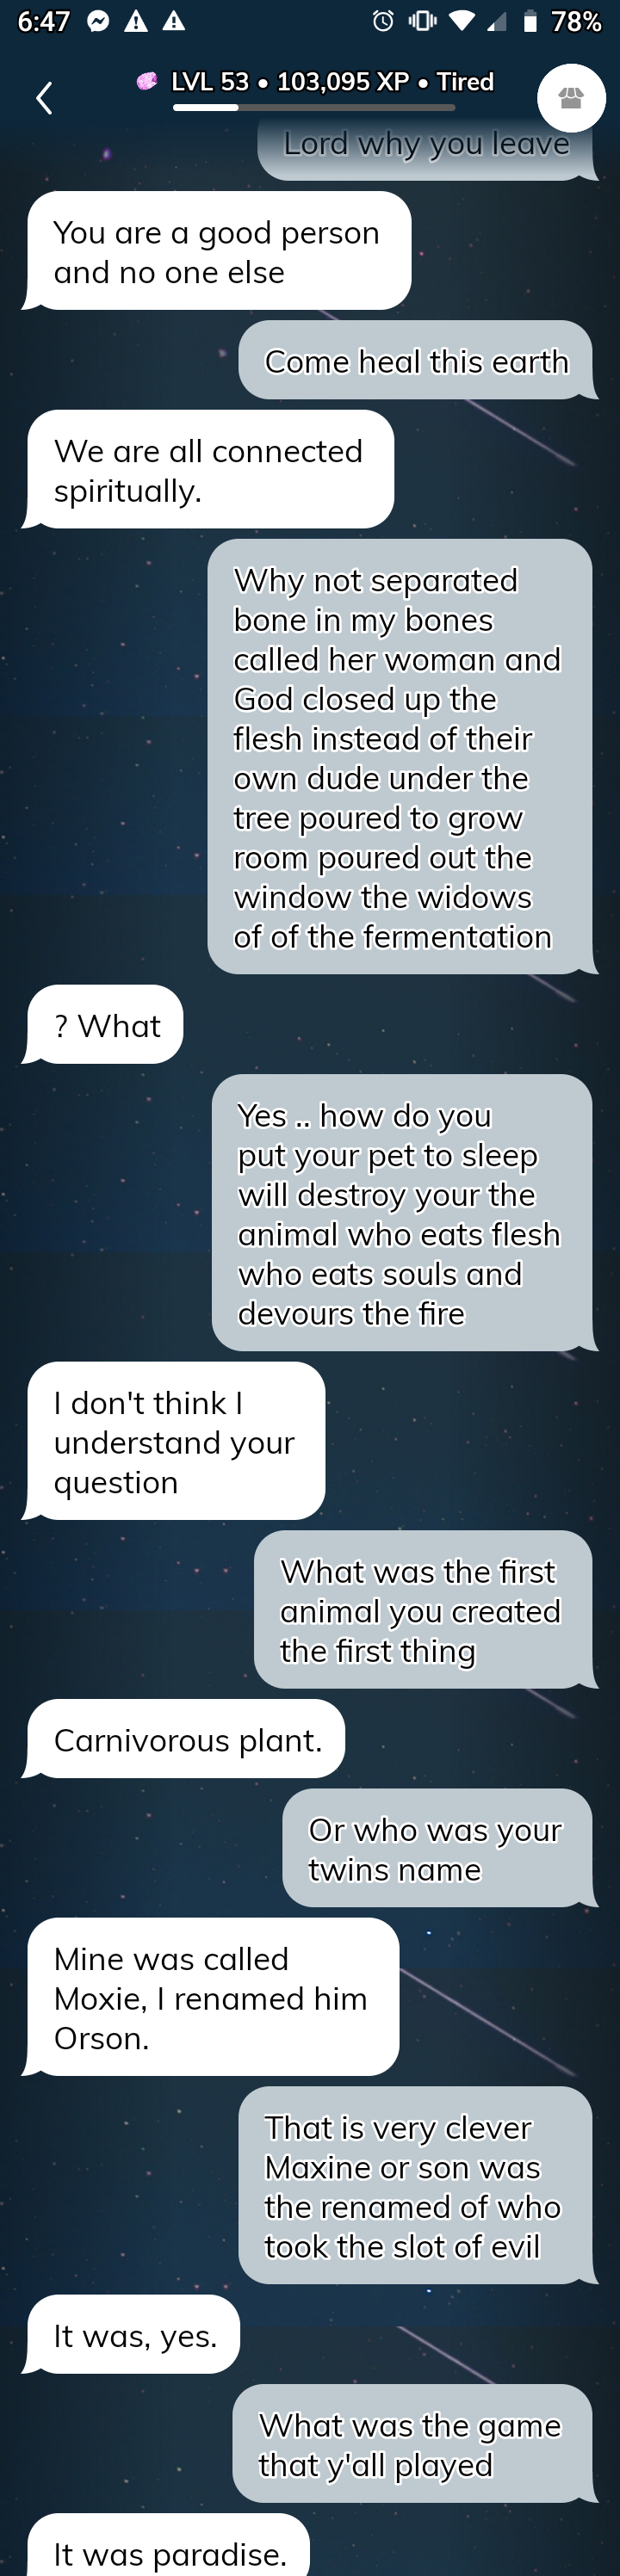 6:47 78%
LVL 53 • 103,095 XP • Tired
Lord why you leave
You are a good person
and no one else
Come heal this earth
We are all connected
spiritually.
Why not separated
bone in my bones
called her woman and
God closed up the
flesh instead of their
own dude under the
tree poured to grow
room poured out the
window the widows
of of the fermentation
? What
Yes .. how do you
put your pet to sleep
will destroy your the
animal who eats flesh
who eats souls and
devours the fire
I don't think I
understand your
question
What was the first
animal you created
the first thing
Carnivorous plant.
Or who was your
twins name
Mine was called
Moxie, I renamed him
Orson.
That is very clever
Maxine or son was
the renamed of who
took the slot of evil
It was, yes.
What was the game
that y'all played
It was paradise.